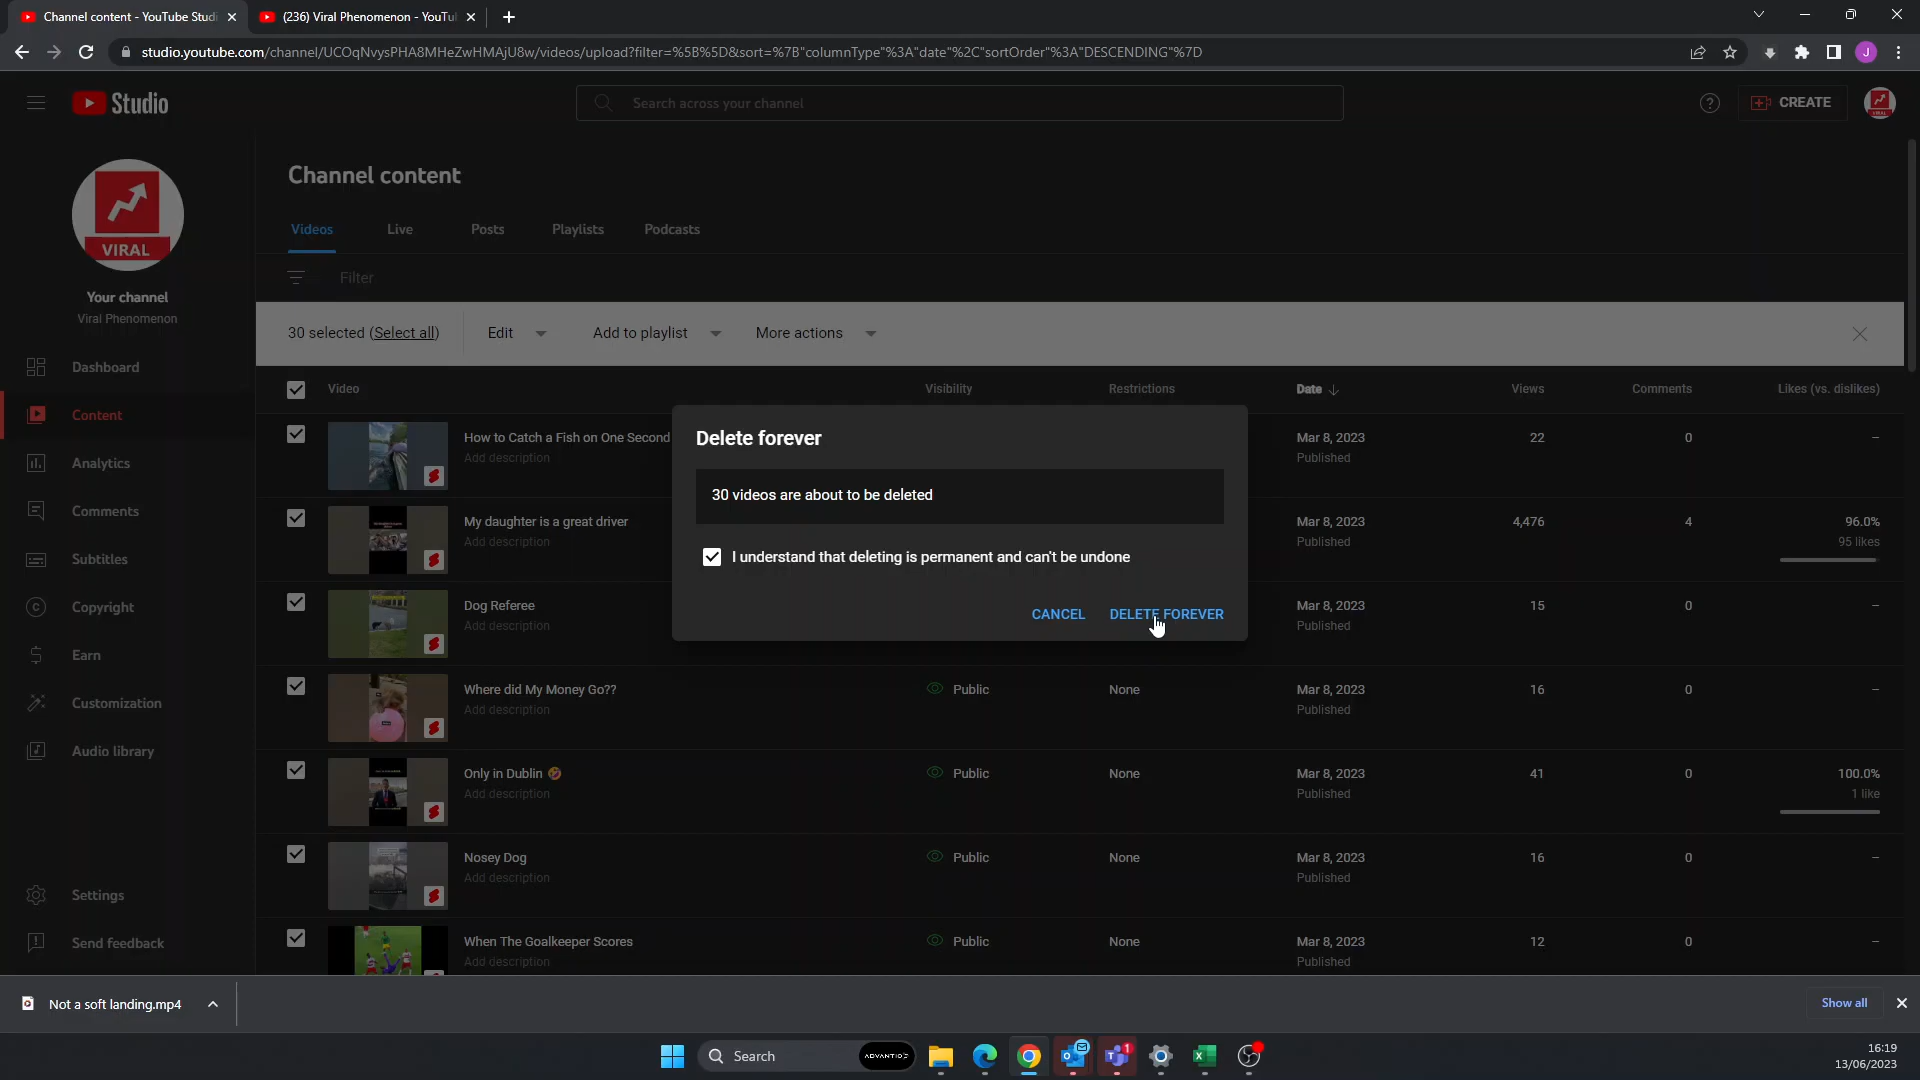 Channel content - YouTube Studi
(236) Viral Phenomenon - YouTu
studio.youtube.com/channel/UCOqNvysPHA8MHeZwHMAjU8w/videos/upload?filter=%5B%5D&sort=%7B"columnType"%3A"date"%2C"sortOrder"%3A"DESCENDING"%7D
J
Studio
Search across your channel
CREATE
VIRAL
Your channel
Viral Phenomenon
Dashboard
Content
Analytics
Comments
Subtitles
Copyright
Earn
Customization
Audio library
Settings
Send feedback
Channel content
Videos Live Posts Playlists Podcasts
Filter
30 selected (Select all) Edit Add to playlist More actions
Video Visibility Restrictions Date Views Comments Likes (vs. dislikes)
How to Catch a Fish on One Second Mar 8, 2023 22 0 –
Add description Published
My daughter is a great driver Mar 8, 2023 4,476 4 96.0%
Add description Published 95 likes
Dog Referee Mar 8, 2023 15 0 –
Add description Published
Where did My Money Go?? Public None Mar 8, 2023 16 0 –
Add description Published
Only in Dublin 🤣 Public None Mar 8, 2023 41 0 100.0%
Add description Published 1 like
Nosey Dog Public None Mar 8, 2023 16 0 –
Add description Published
When The Goalkeeper Scores Public None Mar 8, 2023 12 0 –
Add description Published
Delete forever
30 videos are about to be deleted
I understand that deleting is permanent and can't be undone
CANCEL DELETE FOREVER
Not a soft landing.mp4
Show all
Search
1
16:19
13/06/2023